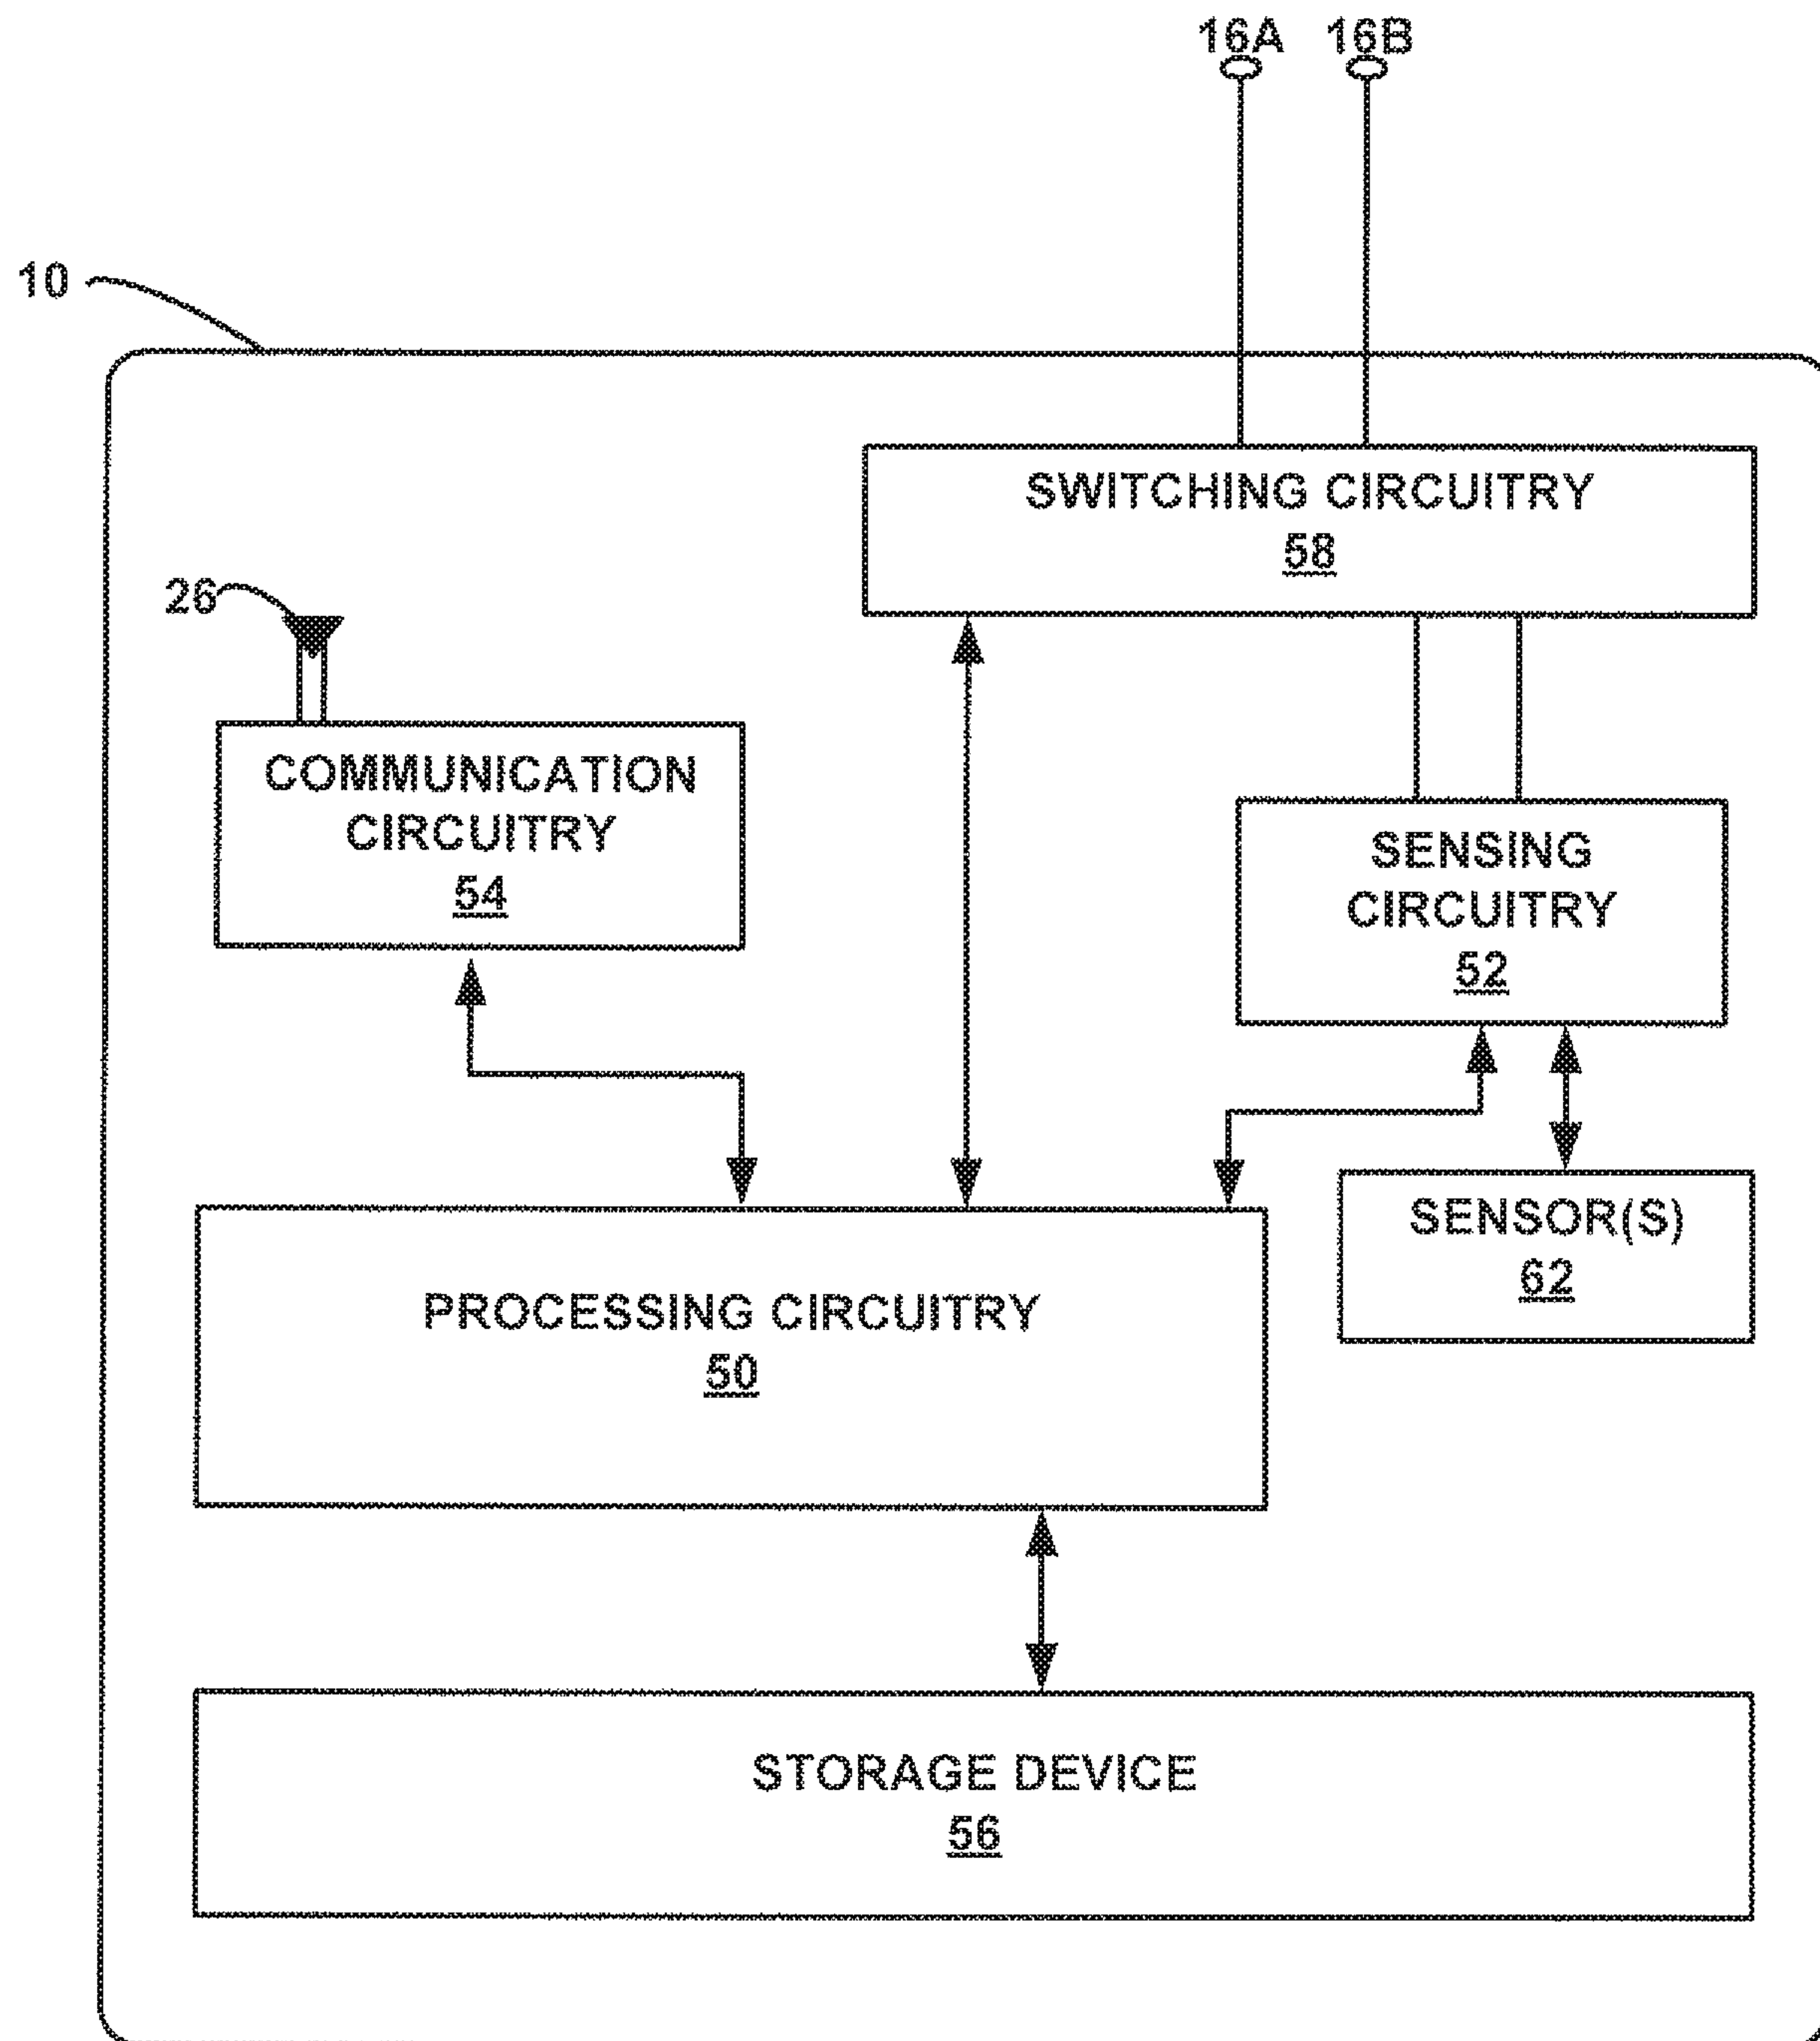 16A 16B
10
SWITCHING CIRCUITRY
58
26
COMMUNICATION
CIRCUITRY
54
SENSING
CIRCUITRY
52
SENSOR(S)
62
PROCESSING CIRCUITRY
50
STORAGE DEVICE
56